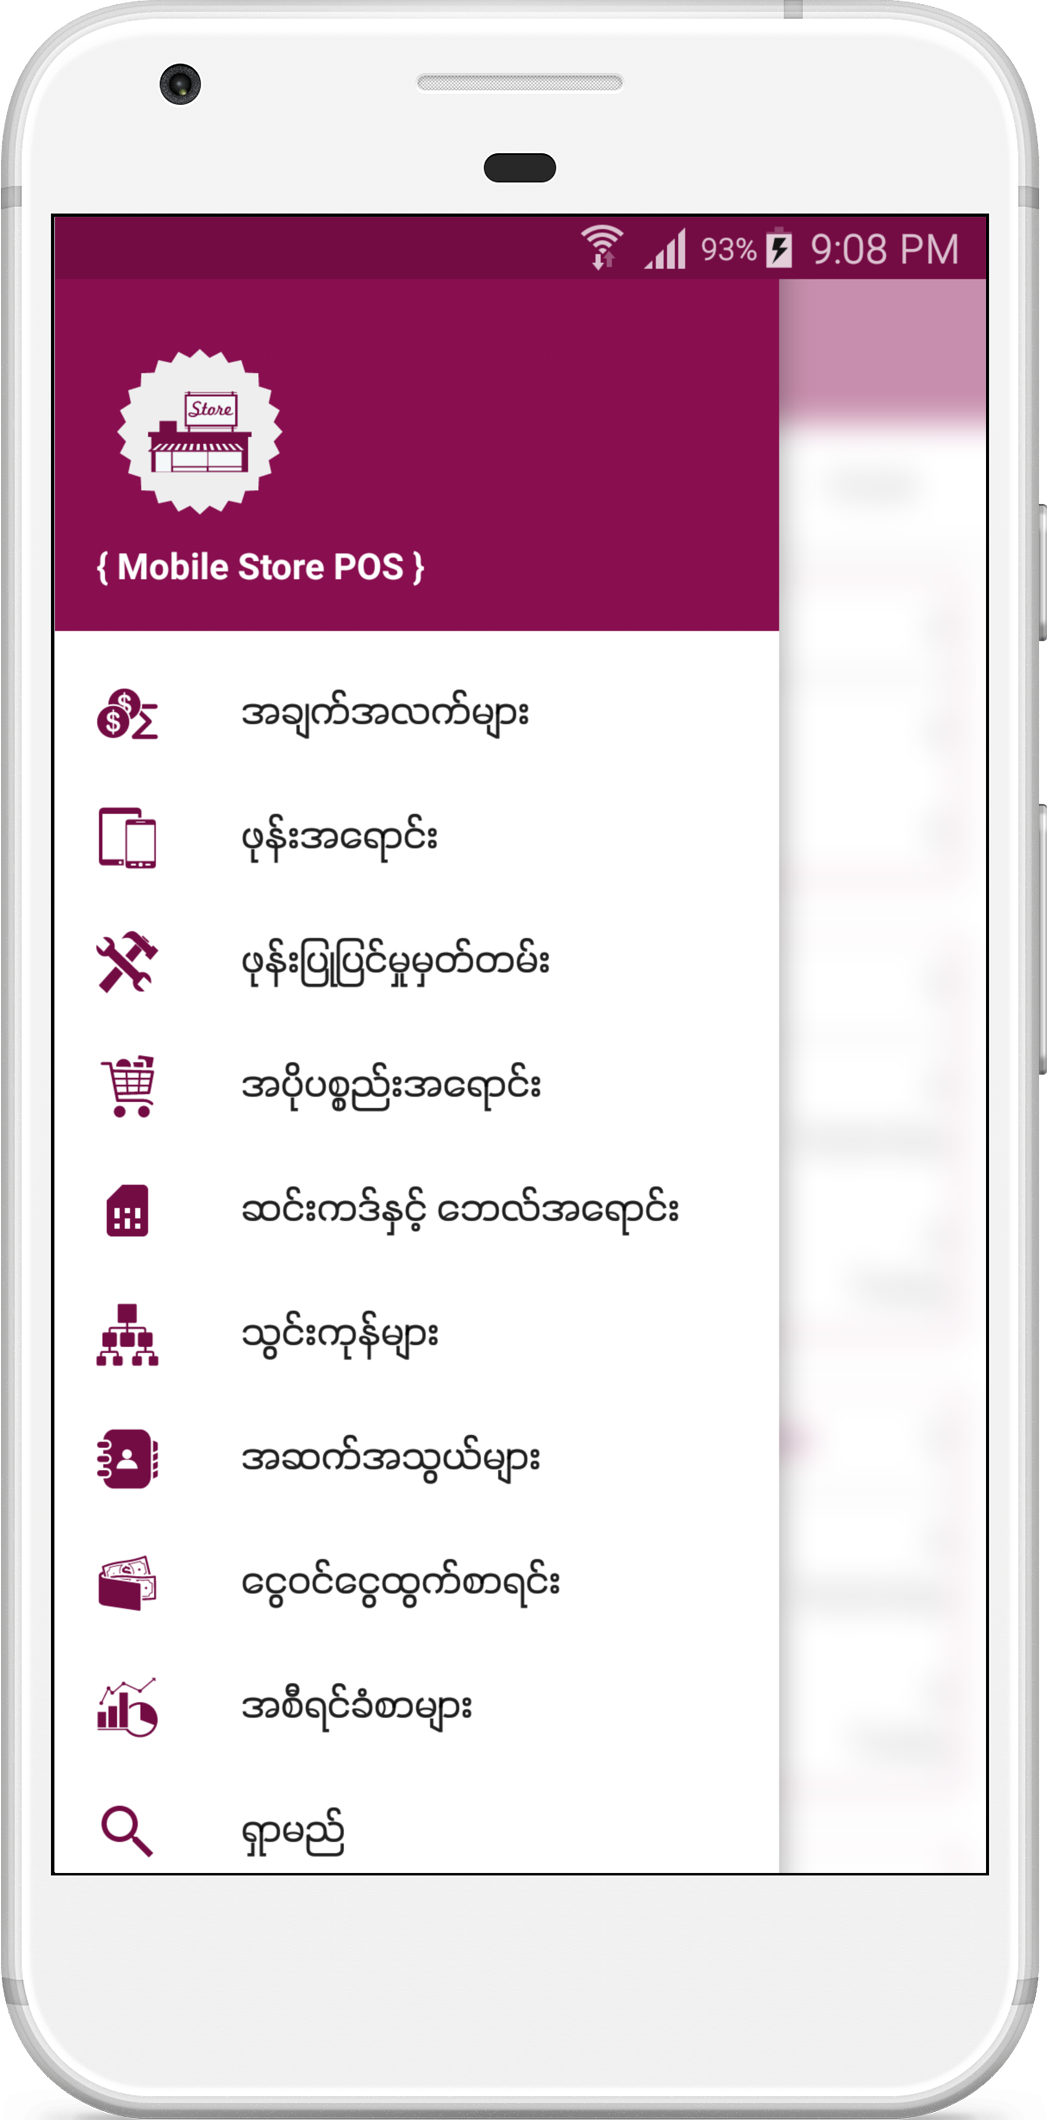 93% 9:08 PM
Store
{ Mobile Store POS }
အချက်အလက်များ
ဖုန်းအရောင်း
ဖုန်းပြုပြင်မှုမှတ်တမ်း
အပိုပစ္စည်းအရောင်း
ဆင်းကဒ်နှင့် ဘေလ်အရောင်း
သွင်းကုန်များ
အဆက်အသွယ်များ
ငွေဝင်ငွေထွက်စာရင်း
အစီရင်ခံစာများ
ရှာမည်